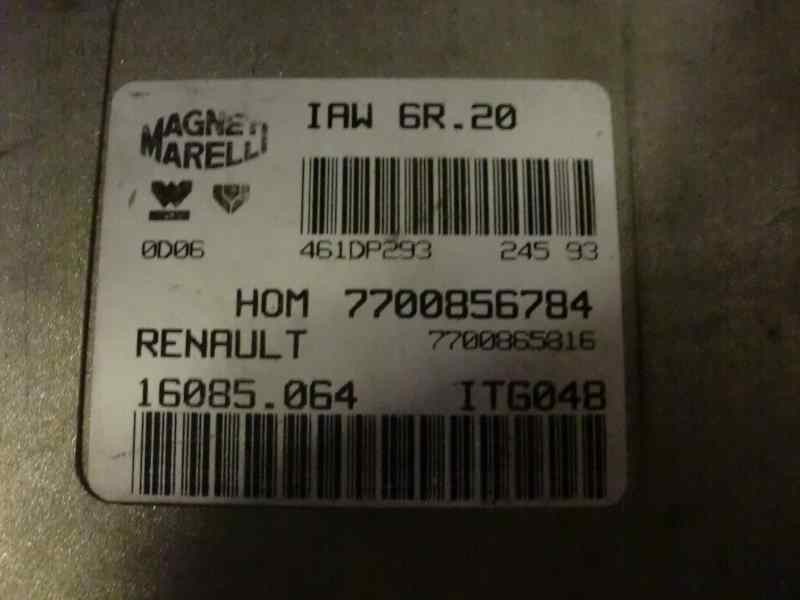 MAGNETI
MARELLI
IAW 6R.20
0D06
461DP293 245 93
HOM 7700856784
RENAULT 7700865816
16085.064 ITG048